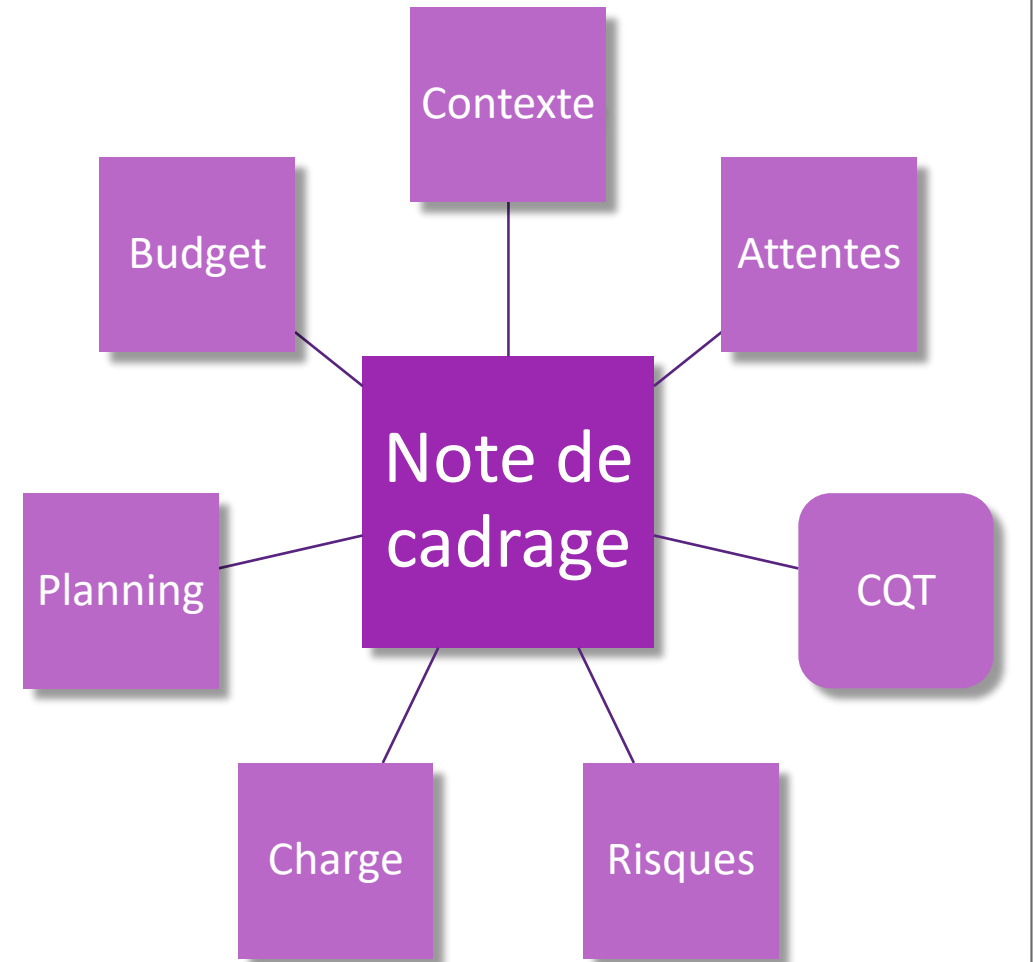 Contexte
Budget
Attentes
Note de
cadrage
Planning
CQT
Charge
Risques